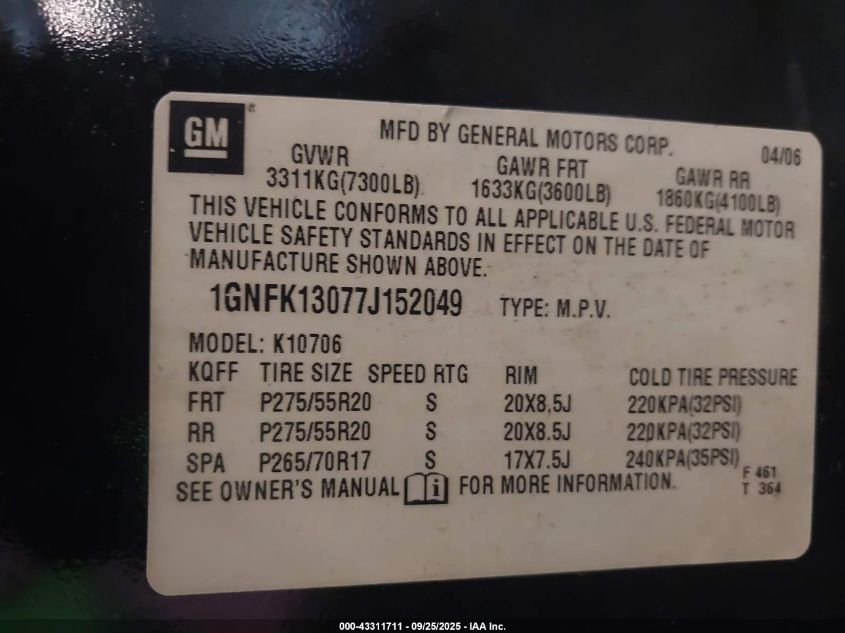 GM®
MFD BY GENERAL MOTORS CORP. 04/06
GVWR GAWR FRT GAWR RR
3311KG(7300LB) 1633KG(3600LB) 1860KG(4100LB)
THIS VEHICLE CONFORMS TO ALL APPLICABLE U.S. FEDERAL MOTOR
VEHICLE SAFETY STANDARDS IN EFFECT ON THE DATE OF
MANUFACTURE SHOWN ABOVE.
1GNFK13077J152049 TYPE: M.P.V.
MODEL: K10706
KQFF TIRE SIZE SPEED RTG RIM COLD TIRE PRESSURE
FRT P275/55R20 S 20X8.5J 220KPA(32PSI)
RR P275/55R20 S 20X8.5J 220KPA(32PSI)
SPA P265/70R17 S 17X7.5J 240KPA(35PSI)
SEE OWNER'S MANUAL i FOR MORE INFORMATION.
F 461
T 364
000-43311711 - 09/25/2025 - IAA Inc.